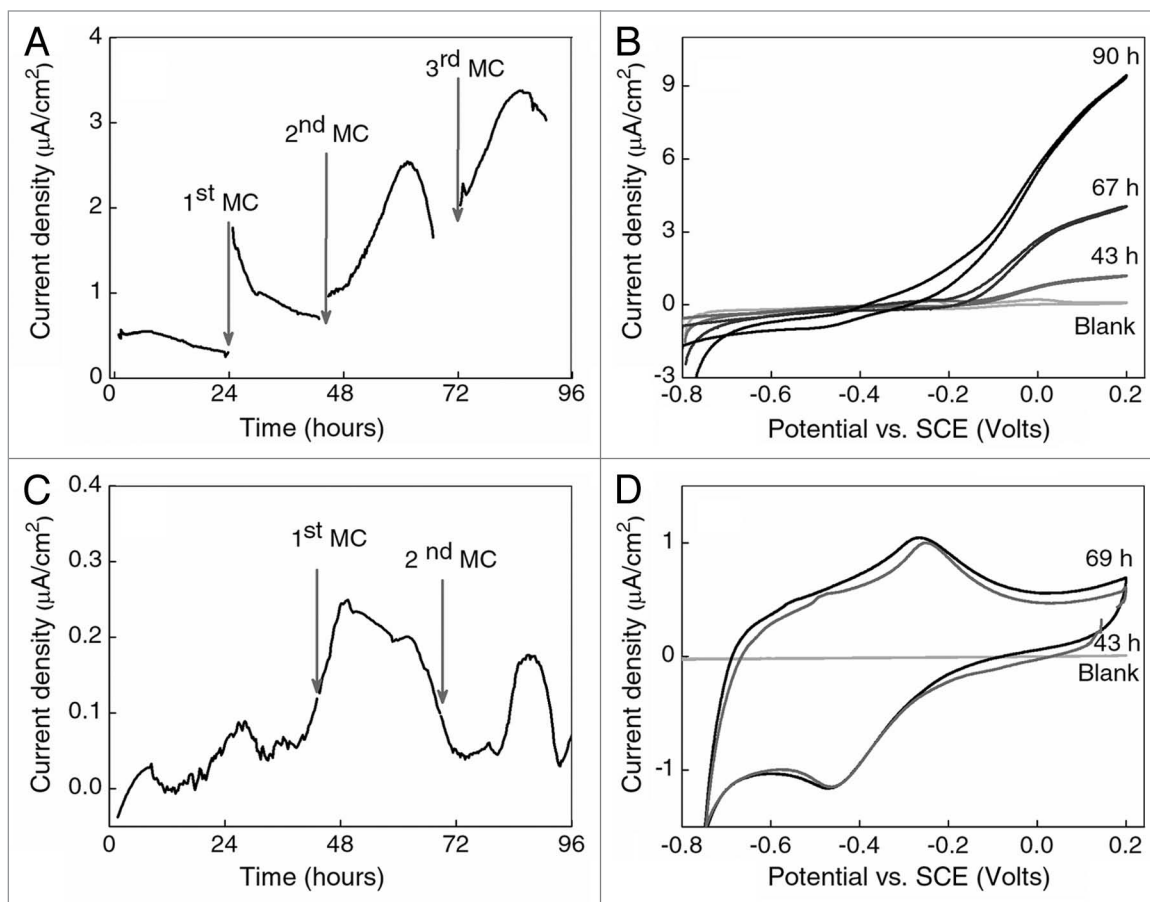 A
Current density (μA/cm²)
4
3
2
1
0
1st MC
2nd MC
3rd MC
0 24 48 72 96
Time (hours)
B
Current density (μA/cm²)
9
6
3
0
-3
90 h
67 h
43 h
Blank
-0.8 -0.6 -0.4 -0.2 0.0 0.2
Potential vs. SCE (Volts)
C
Current density (μA/cm²)
0.4
0.3
0.2
0.1
0.0
1st MC
2 nd MC
0 24 48 72 96
Time (hours)
D
Current density (μA/cm²)
1
0
-1
69 h
43 h
Blank
-0.8 -0.6 -0.4 -0.2 0.0 0.2
Potential vs. SCE (Volts)